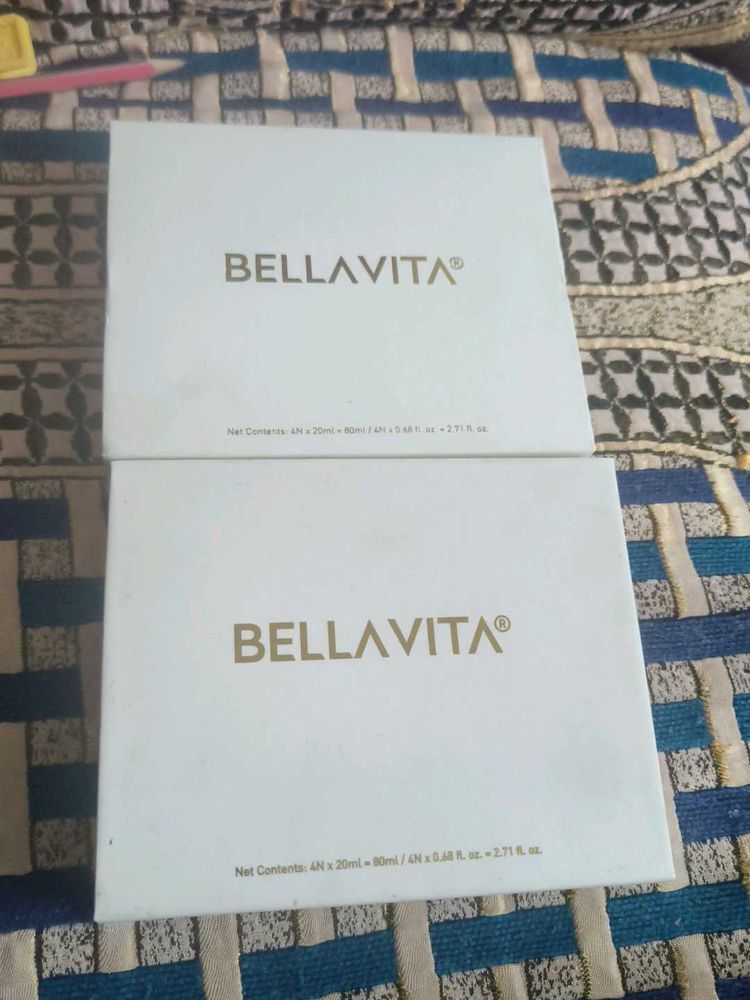 BELLAVITA®
Net Contents: 4N x 20ml = 80ml / 4N x 0.68 fl. oz. = 2.71 fl. oz.
BELLAVITA®
Net Contents: 4N x 20ml = 80ml / 4N x 0.68 fl. oz. = 2.71 fl. oz.